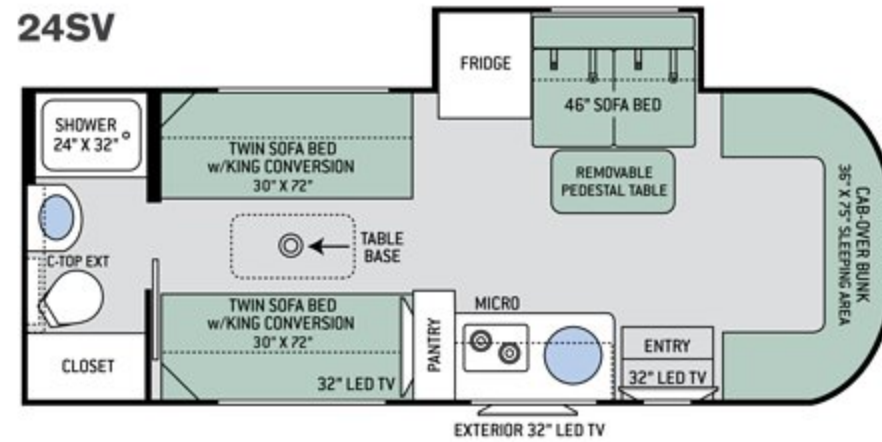 24SV
FRIDGE
46" SOFA BED
REMOVABLE
PEDESTAL TABLE
SHOWER
24" X 32"
TWIN SOFA BED
w/KING CONVERSION
30" X 72"
CAB-OVER BUNK
36" X 75" SLEEPING AREA
TABLE
BASE
C-TOP EXT
TWIN SOFA BED
w/KING CONVERSION
30" X 72"
32" LED TV
CLOSET
PANTRY
MICRO
ENTRY
32" LED TV
EXTERIOR 32" LED TV